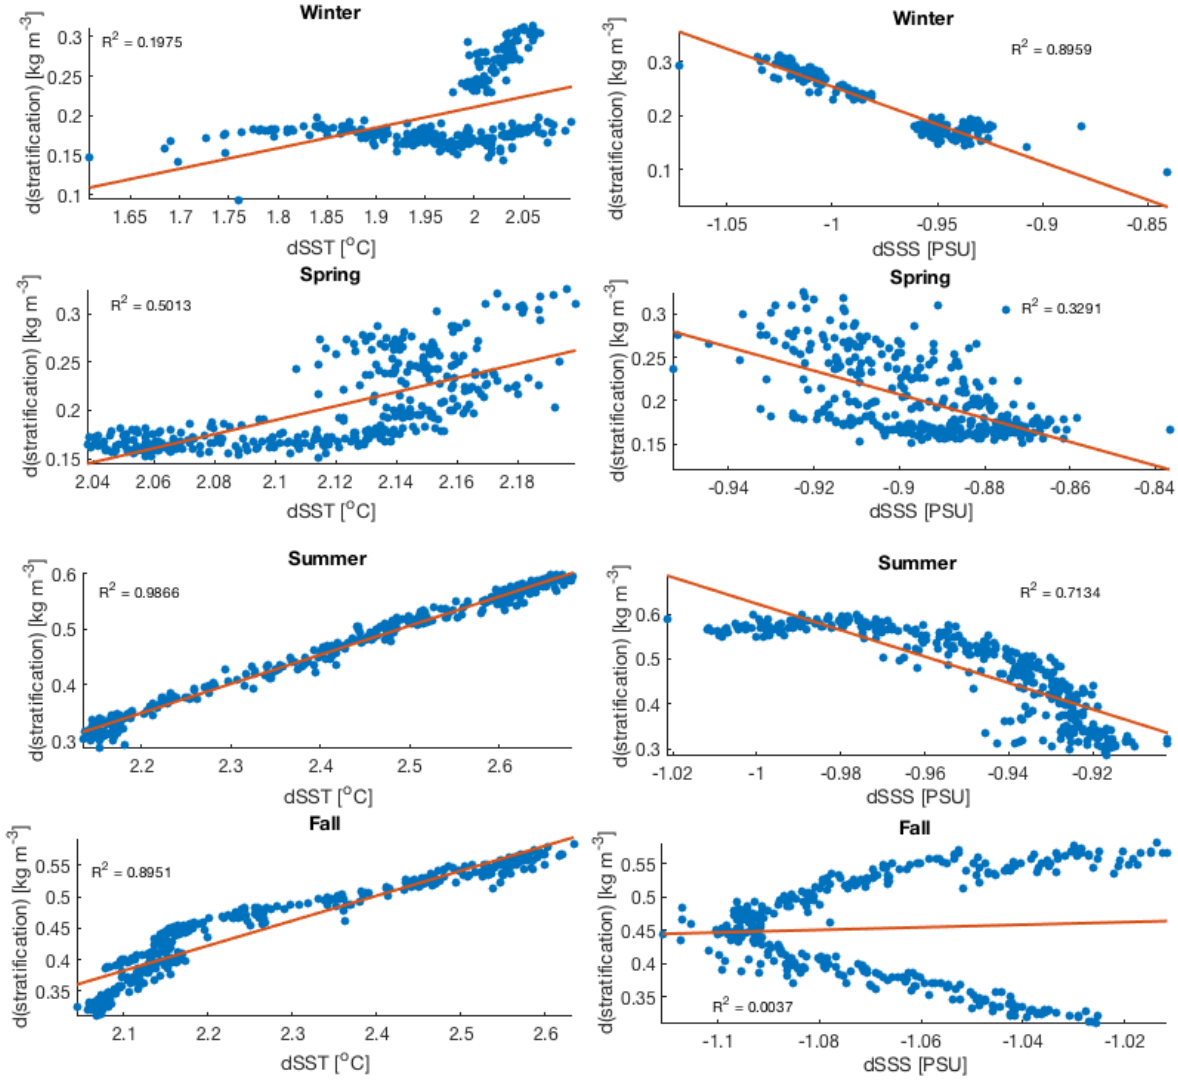 Winter
d(stratification) [kg m⁻³]
R² = 0.1975
0.3
0.25
0.2
0.15
0.1
1.65 1.7 1.75 1.8 1.85 1.9 1.95 2 2.05
dSST [°C]
Winter
d(stratification) [kg m⁻³]
R² = 0.8959
0.3
0.2
0.1
-1.05 -1 -0.95 -0.9 -0.85
dSSS [PSU]
Spring
d(stratification) [kg m⁻³]
R² = 0.5013
0.3
0.25
0.2
0.15
2.04 2.06 2.08 2.1 2.12 2.14 2.16 2.18
dSST [°C]
Spring
d(stratification) [kg m⁻³]
R² = 0.3291
0.3
0.25
0.2
0.15
-0.94 -0.92 -0.9 -0.88 -0.86 -0.84
dSSS [PSU]
Summer
d(stratification) [kg m⁻³]
R² = 0.9866
0.6
0.5
0.4
0.3
2.2 2.3 2.4 2.5 2.6
dSST [°C]
Summer
d(stratification) [kg m⁻³]
R² = 0.7134
0.6
0.5
0.4
0.3
-1.02 -1 -0.98 -0.96 -0.94 -0.92
dSSS [PSU]
Fall
d(stratification) [kg m⁻³]
R² = 0.8951
0.55
0.5
0.45
0.4
0.35
2.1 2.2 2.3 2.4 2.5 2.6
dSST [°C]
Fall
d(stratification) [kg m⁻³]
0.55
0.5
0.45
0.4
0.35
R² = 0.0037
-1.1 -1.08 -1.06 -1.04 -1.02
dSSS [PSU]